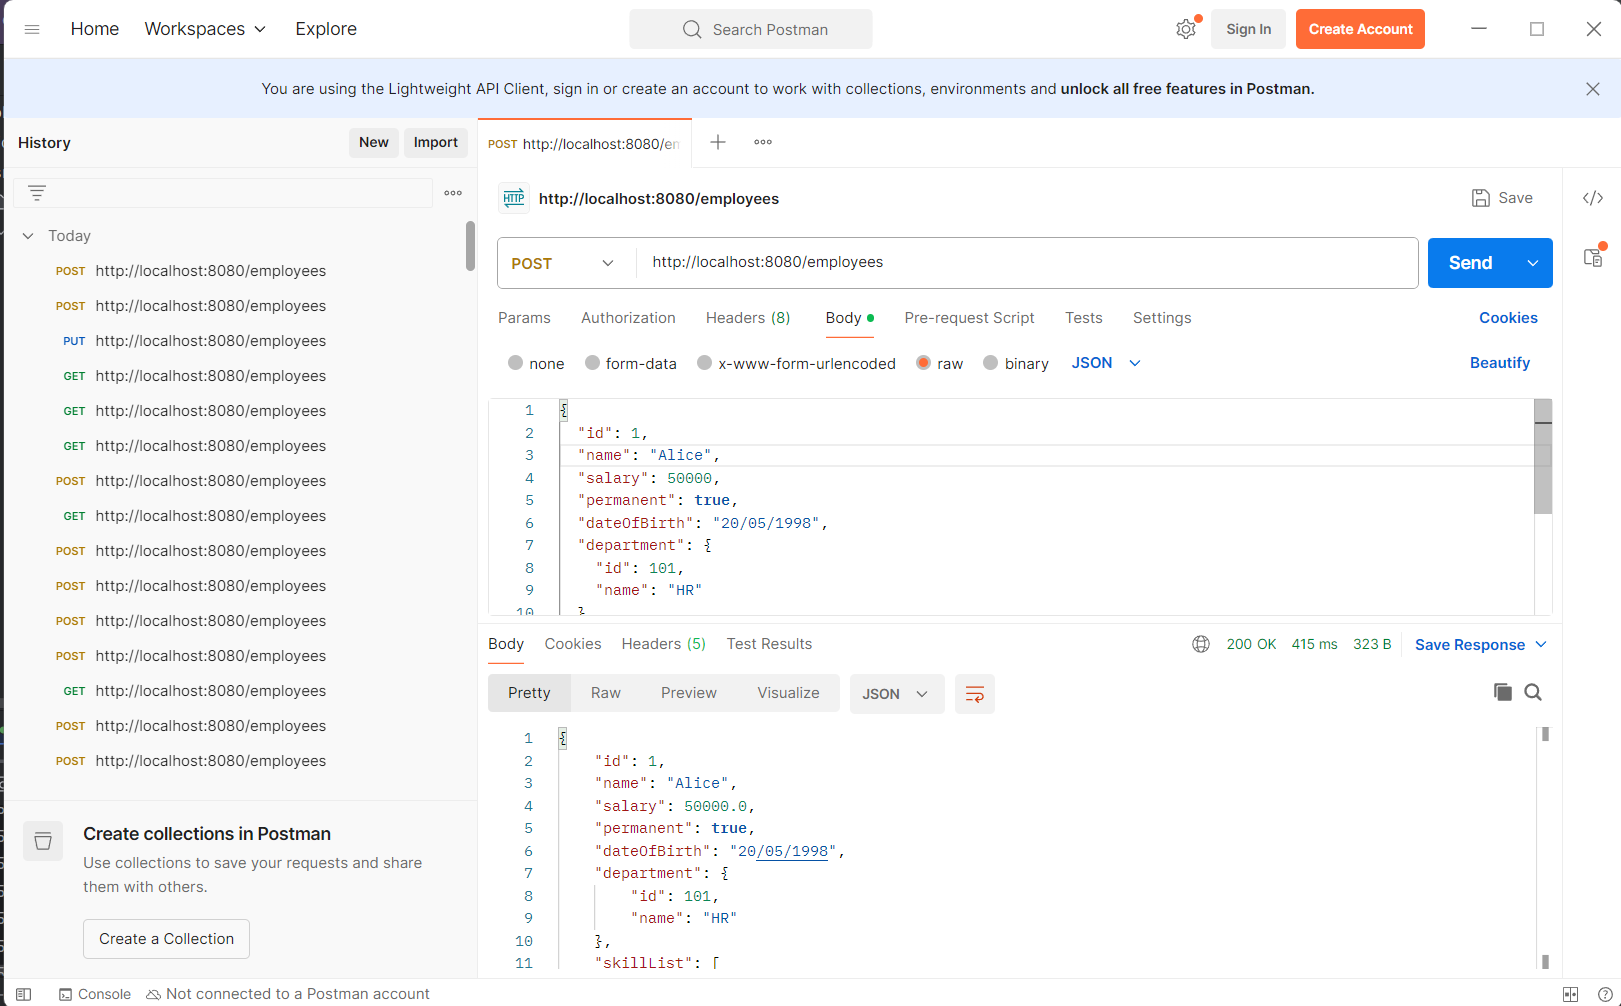 Home Workspaces Explore Search Postman Sign In Create Account
You are using the Lightweight API Client, sign in or create an account to work with collections, environments and unlock all free features in Postman.
History New Import
Today
POST http://localhost:8080/employees
POST http://localhost:8080/employees
PUT http://localhost:8080/employees
GET http://localhost:8080/employees
GET http://localhost:8080/employees
GET http://localhost:8080/employees
POST http://localhost:8080/employees
GET http://localhost:8080/employees
POST http://localhost:8080/employees
POST http://localhost:8080/employees
POST http://localhost:8080/employees
POST http://localhost:8080/employees
GET http://localhost:8080/employees
POST http://localhost:8080/employees
POST http://localhost:8080/employees
Create collections in Postman
Use collections to save your requests and share
them with others.
Create a Collection
POST http://localhost:8080/en
HTTP http://localhost:8080/employees Save </>
POST http://localhost:8080/employees Send
Params Authorization Headers (8) Body Pre-request Script Tests Settings Cookies
none form-data x-www-form-urlencoded raw binary JSON Beautify
1 {
2 "id": 1,
3 "name": "Alice",
4 "salary": 50000,
5 "permanent": true,
6 "dateOfBirth": "20/05/1998",
7 "department": {
8 "id": 101,
9 "name": "HR"
10 }
Body Cookies Headers (5) Test Results 200 OK 415 ms 323 B Save Response
Pretty Raw Preview Visualize JSON
1 {
2 "id": 1,
3 "name": "Alice",
4 "salary": 50000.0,
5 "permanent": true,
6 "dateOfBirth": "20/05/1998",
7 "department": {
8 "id": 101,
9 "name": "HR"
10 },
11 "skillList": [
Console Not connected to a Postman account